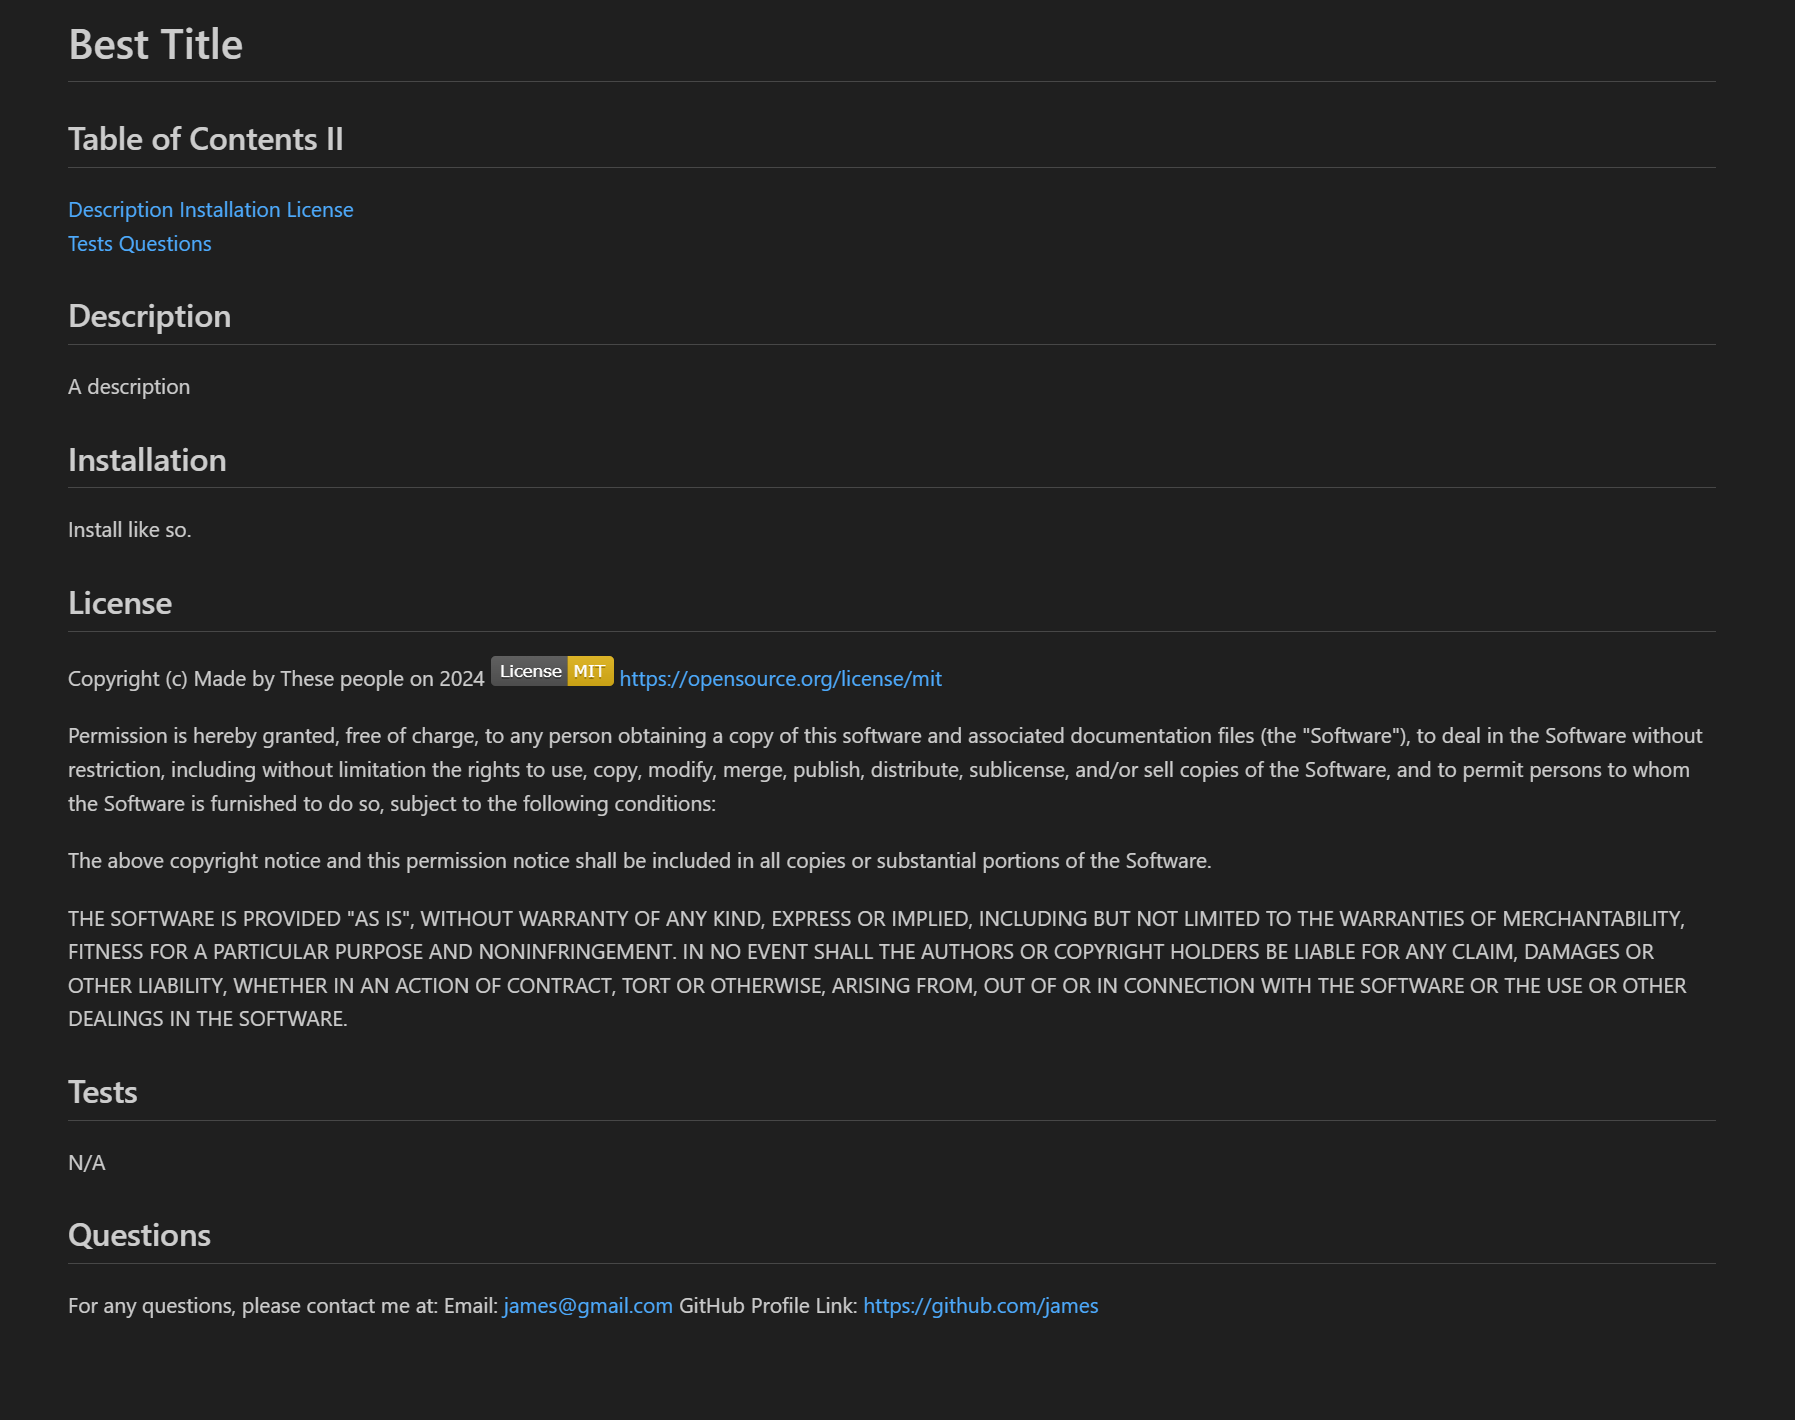 Best Title
Table of Contents II
Description Installation License
Tests Questions
Description
A description
Installation
Install like so.
License
Copyright (c) Made by These people on 2024 License MIT https://opensource.org/license/mit
Permission is hereby granted, free of charge, to any person obtaining a copy of this software and associated documentation files (the "Software"), to deal in the Software without
restriction, including without limitation the rights to use, copy, modify, merge, publish, distribute, sublicense, and/or sell copies of the Software, and to permit persons to whom
the Software is furnished to do so, subject to the following conditions:
The above copyright notice and this permission notice shall be included in all copies or substantial portions of the Software.
THE SOFTWARE IS PROVIDED "AS IS", WITHOUT WARRANTY OF ANY KIND, EXPRESS OR IMPLIED, INCLUDING BUT NOT LIMITED TO THE WARRANTIES OF MERCHANTABILITY,
FITNESS FOR A PARTICULAR PURPOSE AND NONINFRINGEMENT. IN NO EVENT SHALL THE AUTHORS OR COPYRIGHT HOLDERS BE LIABLE FOR ANY CLAIM, DAMAGES OR
OTHER LIABILITY, WHETHER IN AN ACTION OF CONTRACT, TORT OR OTHERWISE, ARISING FROM, OUT OF OR IN CONNECTION WITH THE SOFTWARE OR THE USE OR OTHER
DEALINGS IN THE SOFTWARE.
Tests
N/A
Questions
For any questions, please contact me at: Email: james@gmail.com GitHub Profile Link: https://github.com/james